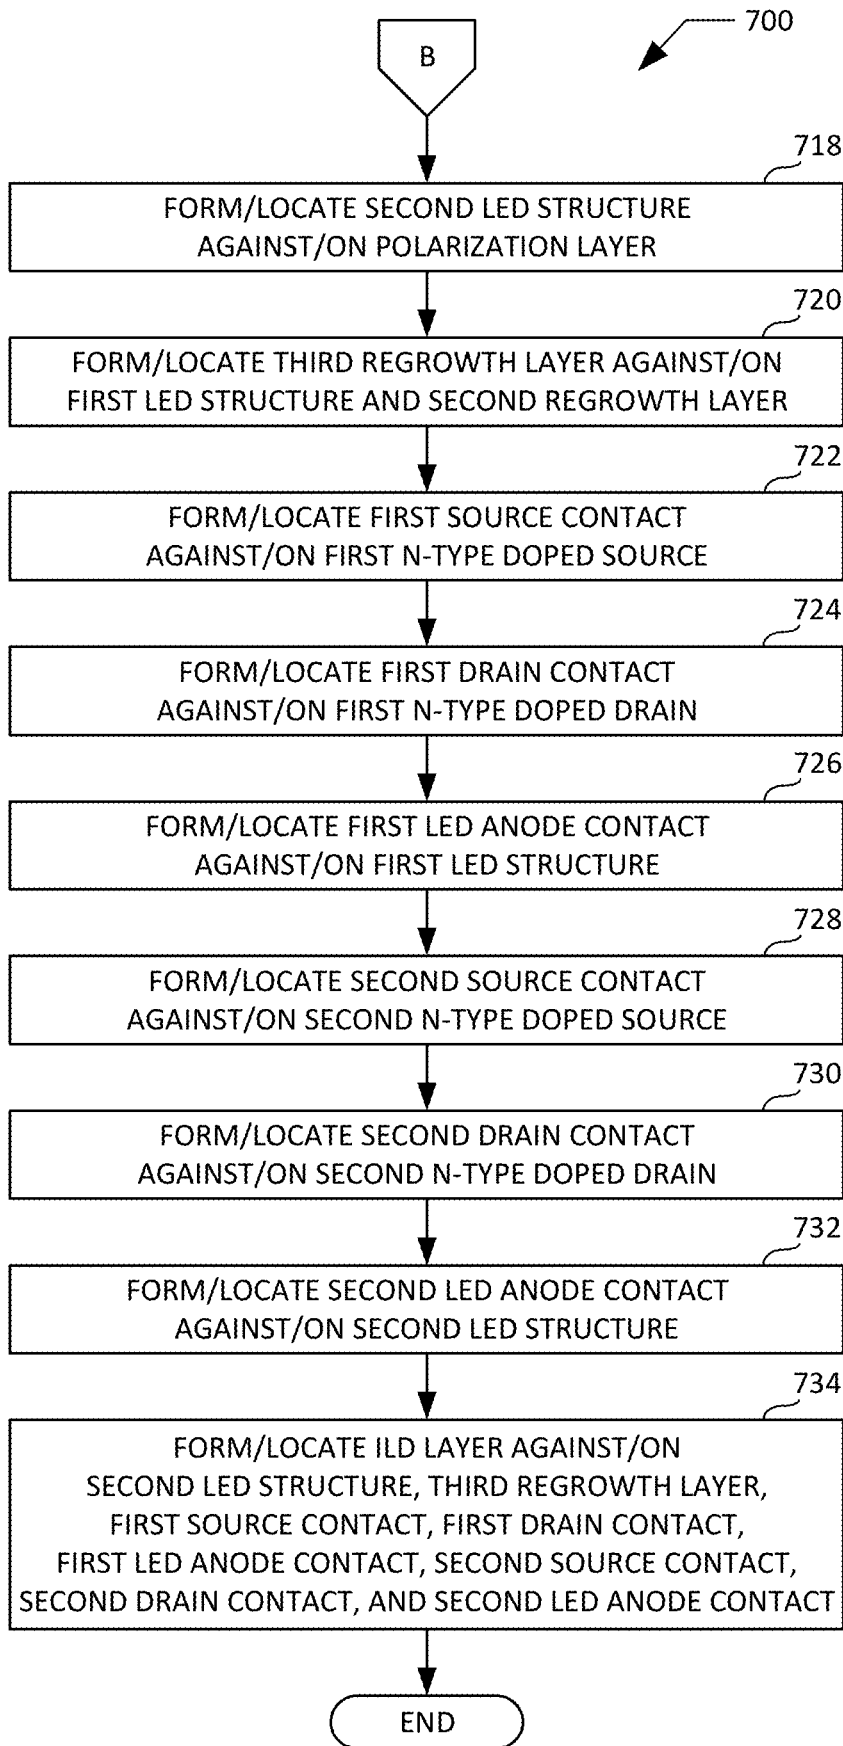 700
B
718
FORM/LOCATE SECOND LED STRUCTURE
AGAINST/ON POLARIZATION LAYER
720
FORM/LOCATE THIRD REGROWTH LAYER AGAINST/ON
FIRST LED STRUCTURE AND SECOND REGROWTH LAYER
722
FORM/LOCATE FIRST SOURCE CONTACT
AGAINST/ON FIRST N-TYPE DOPED SOURCE
724
FORM/LOCATE FIRST DRAIN CONTACT
AGAINST/ON FIRST N-TYPE DOPED DRAIN
726
FORM/LOCATE FIRST LED ANODE CONTACT
AGAINST/ON FIRST LED STRUCTURE
728
FORM/LOCATE SECOND SOURCE CONTACT
AGAINST/ON SECOND N-TYPE DOPED SOURCE
730
FORM/LOCATE SECOND DRAIN CONTACT
AGAINST/ON SECOND N-TYPE DOPED DRAIN
732
FORM/LOCATE SECOND LED ANODE CONTACT
AGAINST/ON SECOND LED STRUCTURE
734
FORM/LOCATE ILD LAYER AGAINST/ON
SECOND LED STRUCTURE, THIRD REGROWTH LAYER,
FIRST SOURCE CONTACT, FIRST DRAIN CONTACT,
FIRST LED ANODE CONTACT, SECOND SOURCE CONTACT,
SECOND DRAIN CONTACT, AND SECOND LED ANODE CONTACT
END